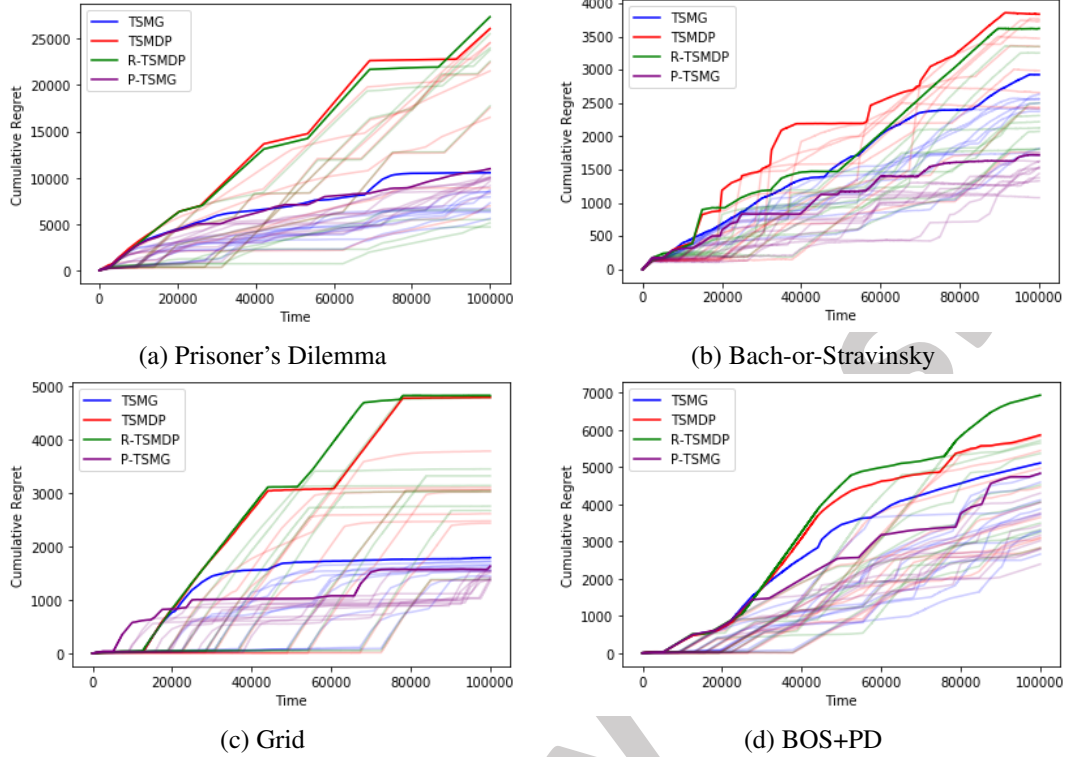 TSMG
TSMDP
R-TSMDP
P-TSMG
Cumulative Regret
25000
20000
15000
10000
5000
0
0 20000 40000 60000 80000 100000
Time
(a) Prisoner's Dilemma
TSMG
TSMDP
R-TSMDP
P-TSMG
Cumulative Regret
4000
3500
3000
2500
2000
1500
1000
500
0
0 20000 40000 60000 80000 100000
Time
(b) Bach-or-Stravinsky
TSMG
TSMDP
R-TSMDP
P-TSMG
Cumulative Regret
5000
4000
3000
2000
1000
0
0 20000 40000 60000 80000 100000
Time
(c) Grid
TSMG
TSMDP
R-TSMDP
P-TSMG
Cumulative Regret
7000
6000
5000
4000
3000
2000
1000
0
0 20000 40000 60000 80000 100000
Time
(d) BOS+PD